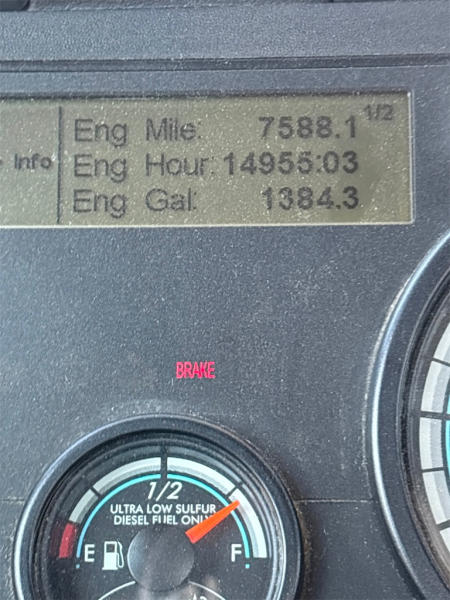 Eng Mile: 7588.1 1/2
Info Eng Hour: 14955:03
Eng Gal: 1384.3
BRAKE
1/2
ULTRA LOW SULFUR
DIESEL FUEL ONLY
E F